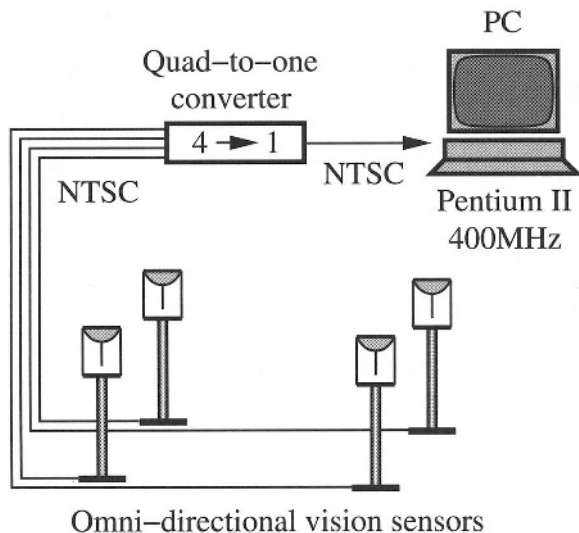 PC
Quad-to-one
converter
4 → 1
NTSC
NTSC
Pentium II
400MHz
Omni-directional vision sensors